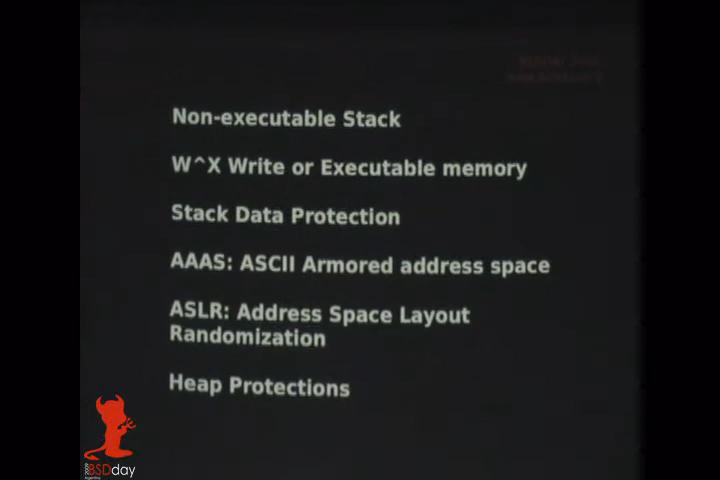 Non-executable Stack
W^X Write or Executable memory
Stack Data Protection
AAAS: ASCII Armored address space
ASLR: Address Space Layout
Randomization
Heap Protections
BSDday
Argentina